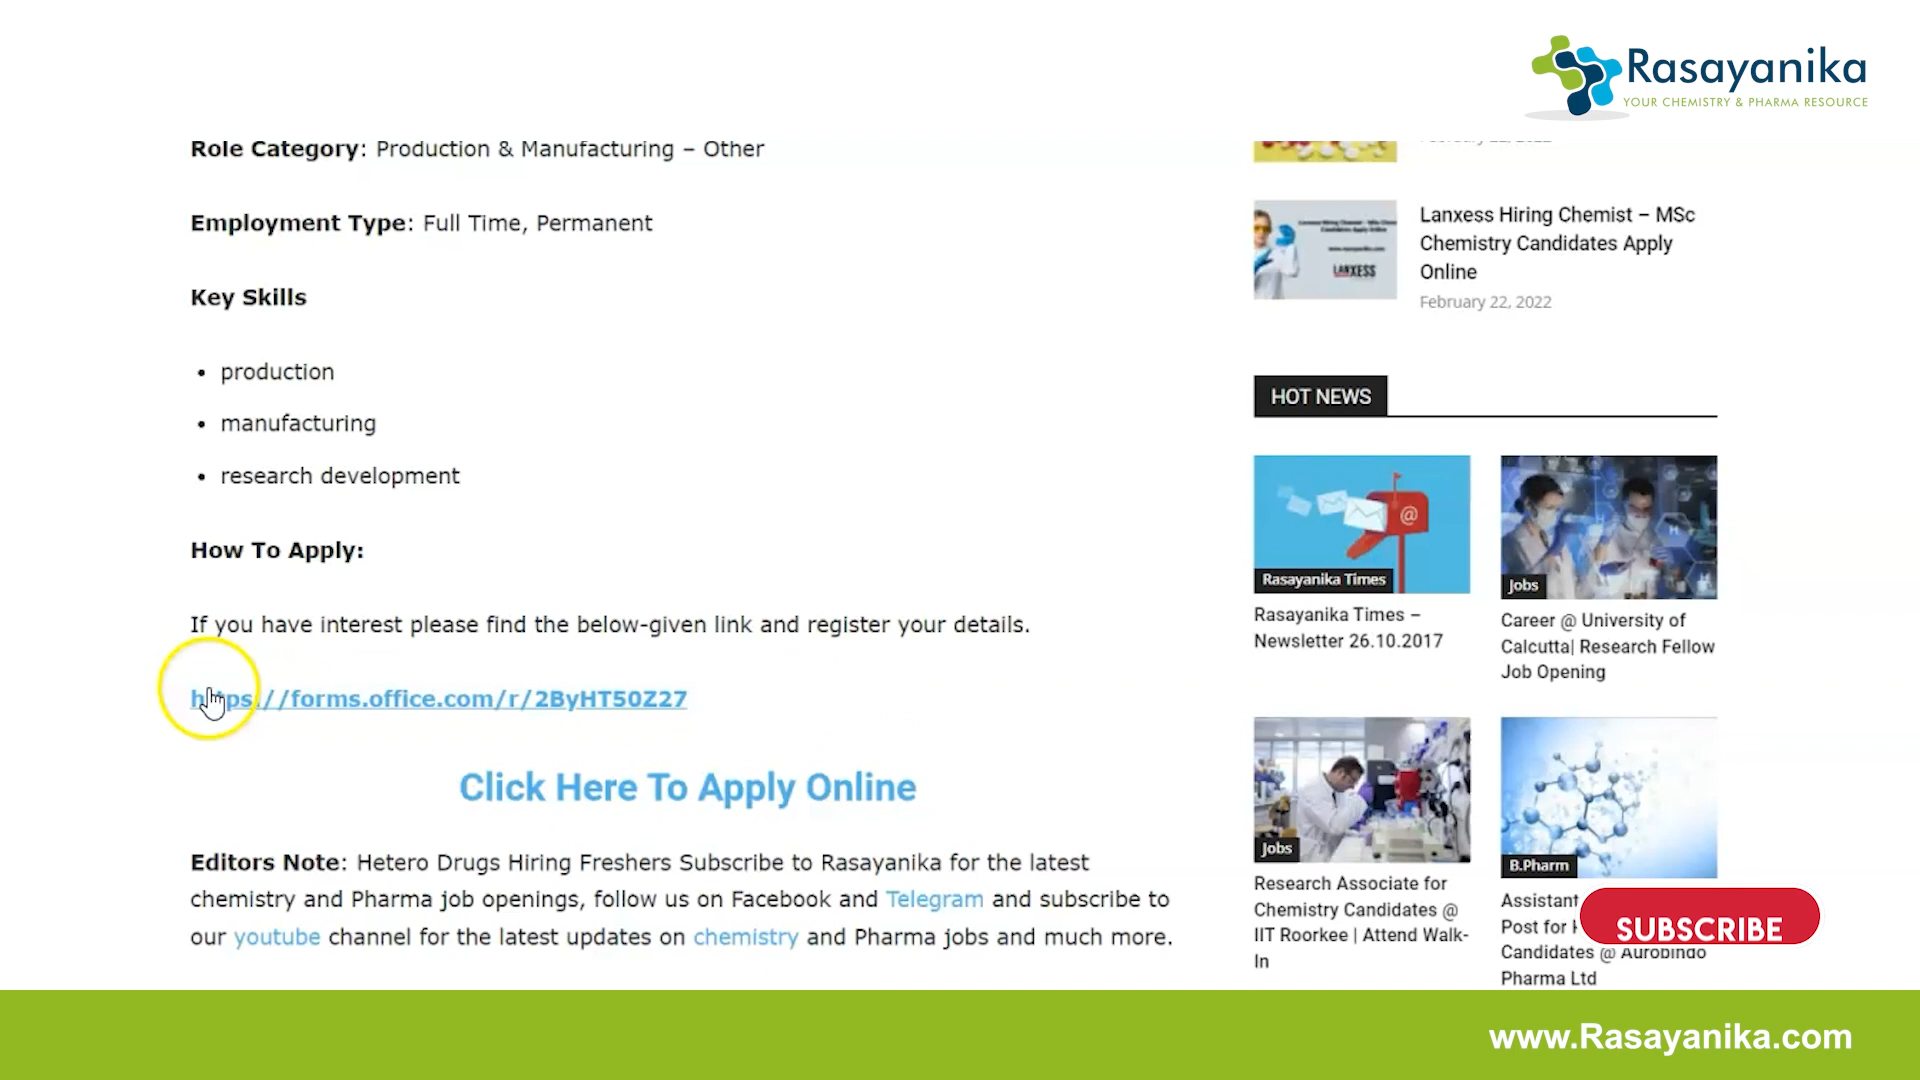 Rasayanika
YOUR CHEMISTRY & PHARMA RESOURCE
Role Category: Production & Manufacturing – Other
Employment Type: Full Time, Permanent
Key Skills
• production
• manufacturing
• research development
How To Apply:
If you have interest please find the below-given link and register your details.
https://forms.office.com/r/2ByHT50Z27
Click Here To Apply Online
Editors Note: Hetero Drugs Hiring Freshers Subscribe to Rasayanika for the latest
chemistry and Pharma job openings, follow us on Facebook and Telegram and subscribe to
our youtube channel for the latest updates on chemistry and Pharma jobs and much more.
February 22, 2022
LANXESS
Lanxess Hiring Chemist – MSc
Chemistry Candidates Apply
Online
February 22, 2022
HOT NEWS
@
Rasayanika Times
Rasayanika Times –
Newsletter 26.10.2017
Jobs
Career @ University of
Calcutta| Research Fellow
Job Opening
Jobs
Research Associate for
Chemistry Candidates @
IIT Roorkee | Attend Walk-
In
B.Pharm
Assistant
Post for
Candidates @ Aurobindo
Pharma Ltd
SUBSCRIBE
www.Rasayanika.com